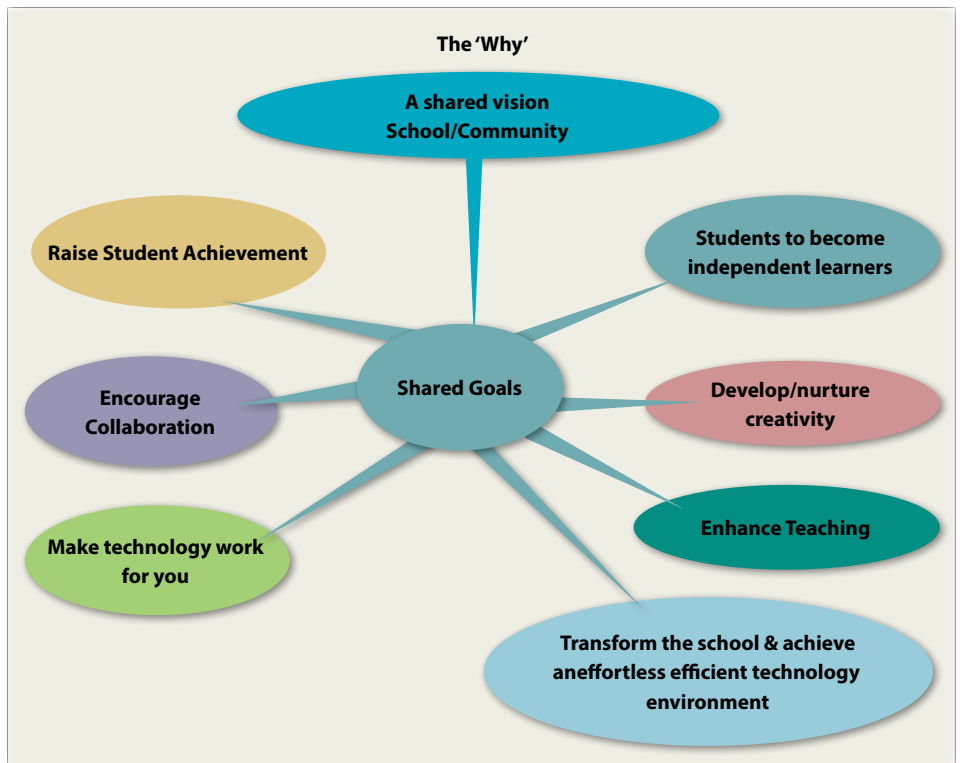 The ‘Why’
A shared vision
School/Community
Raise Student Achievement
Students to become
independent learners
Shared Goals
Encourage
Collaboration
Develop/nurture
creativity
Make technology work
for you
Enhance Teaching
Transform the school & achieve
aneffortless efficient technology
environment